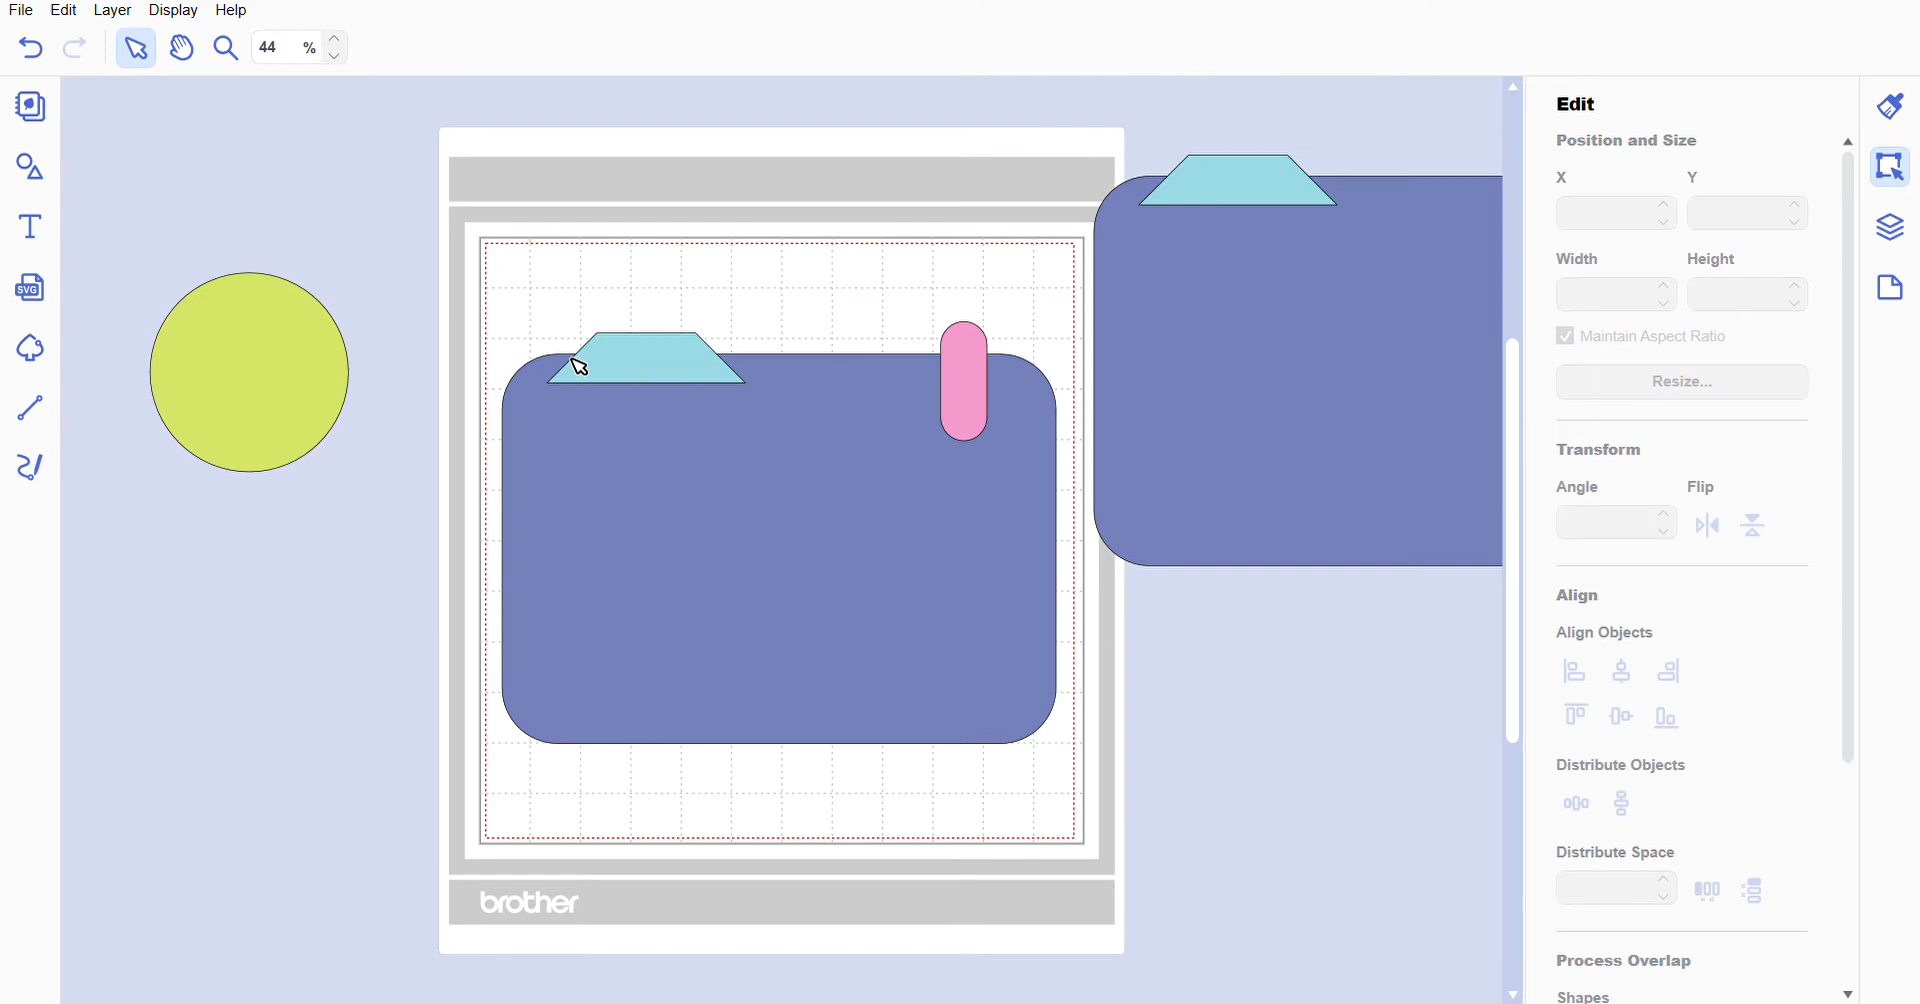 File Edit Layer Display Help
44 %
Edit
Position and Size
X Y
Width Height
Maintain Aspect Ratio
Resize...
Transform
Angle Flip
Align
Align Objects
Distribute Objects
Distribute Space
Process Overlap
Shapes
T
SVG
brother